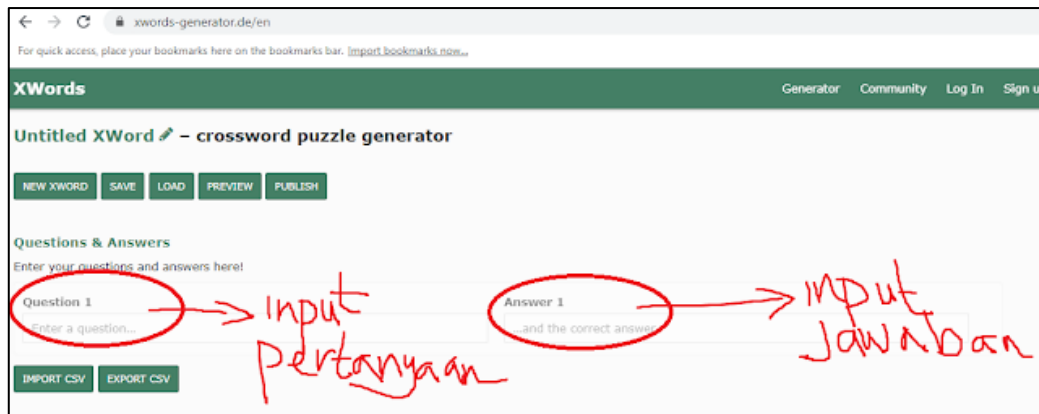 xwords-generator.de/en
For quick access, place your bookmarks here on the bookmarks bar. Import bookmarks now...
XWords Generator Community Log In Sign u
Untitled XWord – crossword puzzle generator
NEW XWORD SAVE LOAD PREVIEW PUBLISH
Questions & Answers
Enter your questions and answers here!
Question 1 Answer 1
Enter a question... ...and the correct answer
input pertanyaan
input jawaban
IMPORT CSV EXPORT CSV